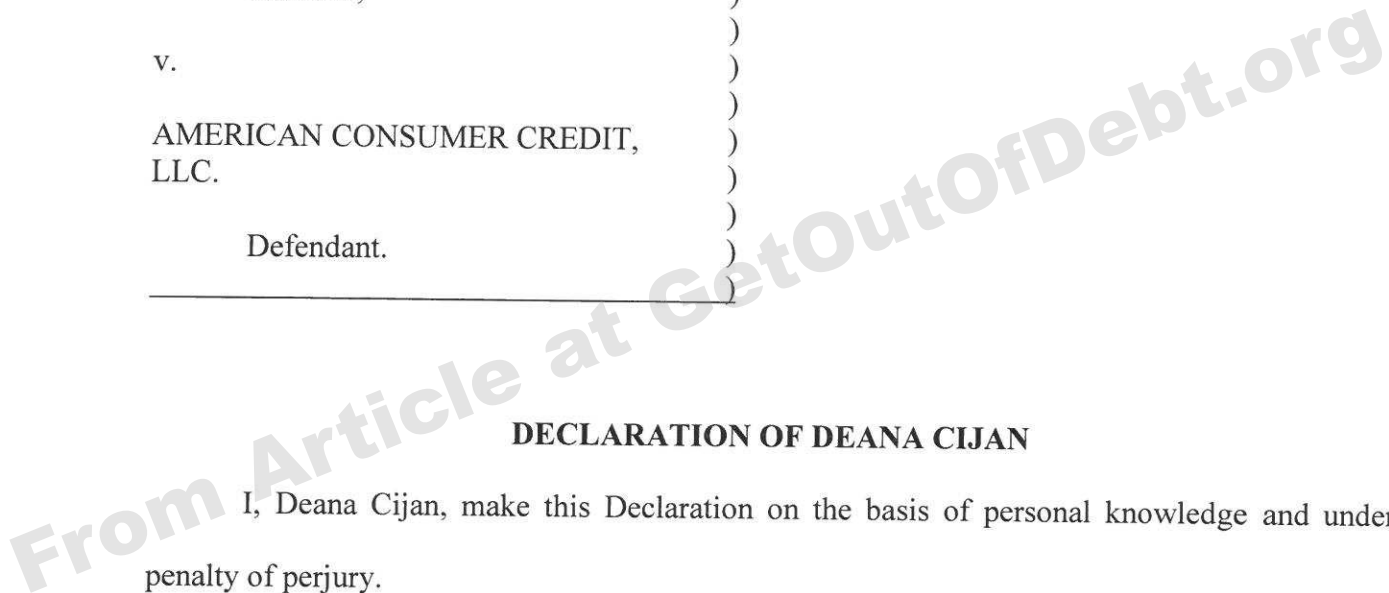 )
)
v. )
)
AMERICAN CONSUMER CREDIT, )
LLC. )
)
Defendant. )
)
DECLARATION OF DEANA CIJAN
I, Deana Cijan, make this Declaration on the basis of personal knowledge and under
penalty of perjury.
From Article at GetOutOfDebt.org